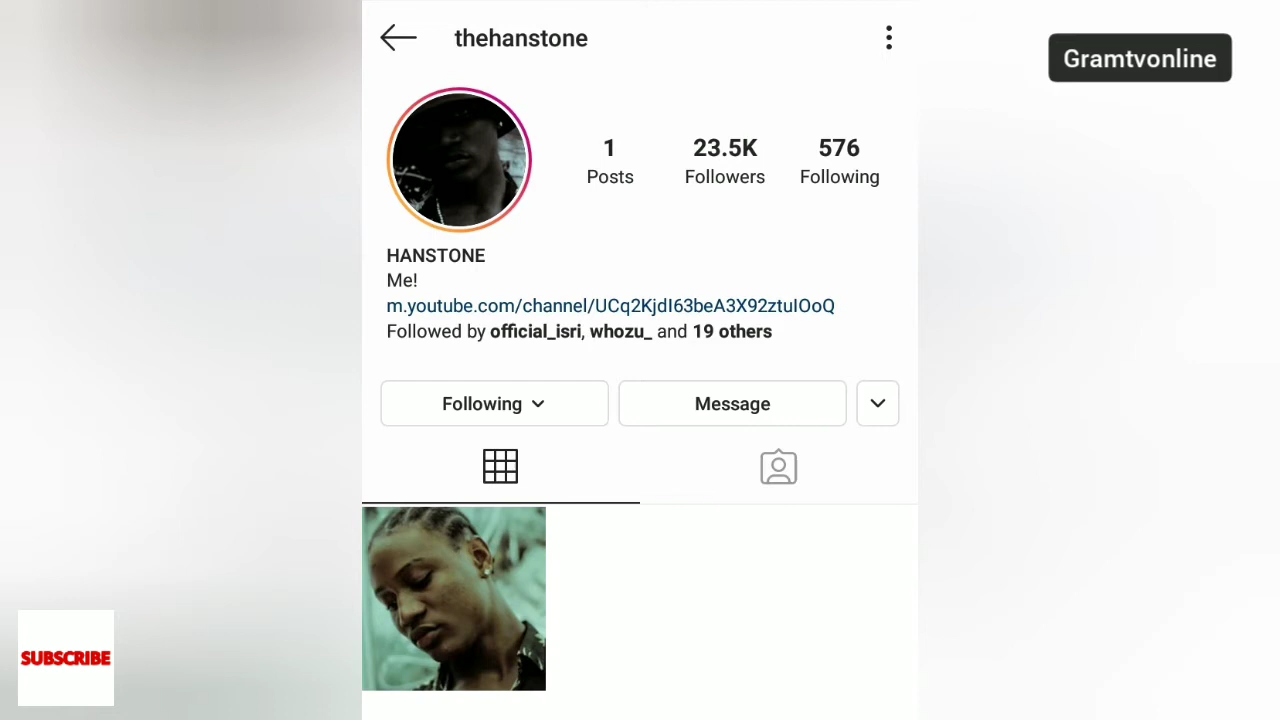 thehanstone
Gramtvonline
1
Posts
23.5K
Followers
576
Following
HANSTONE
Me!
m.youtube.com/channel/UCq2KjdI63beA3X92ztuIOoQ
Followed by official_isri, whozu_ and 19 others
Following
Message
SUBSCRIBE